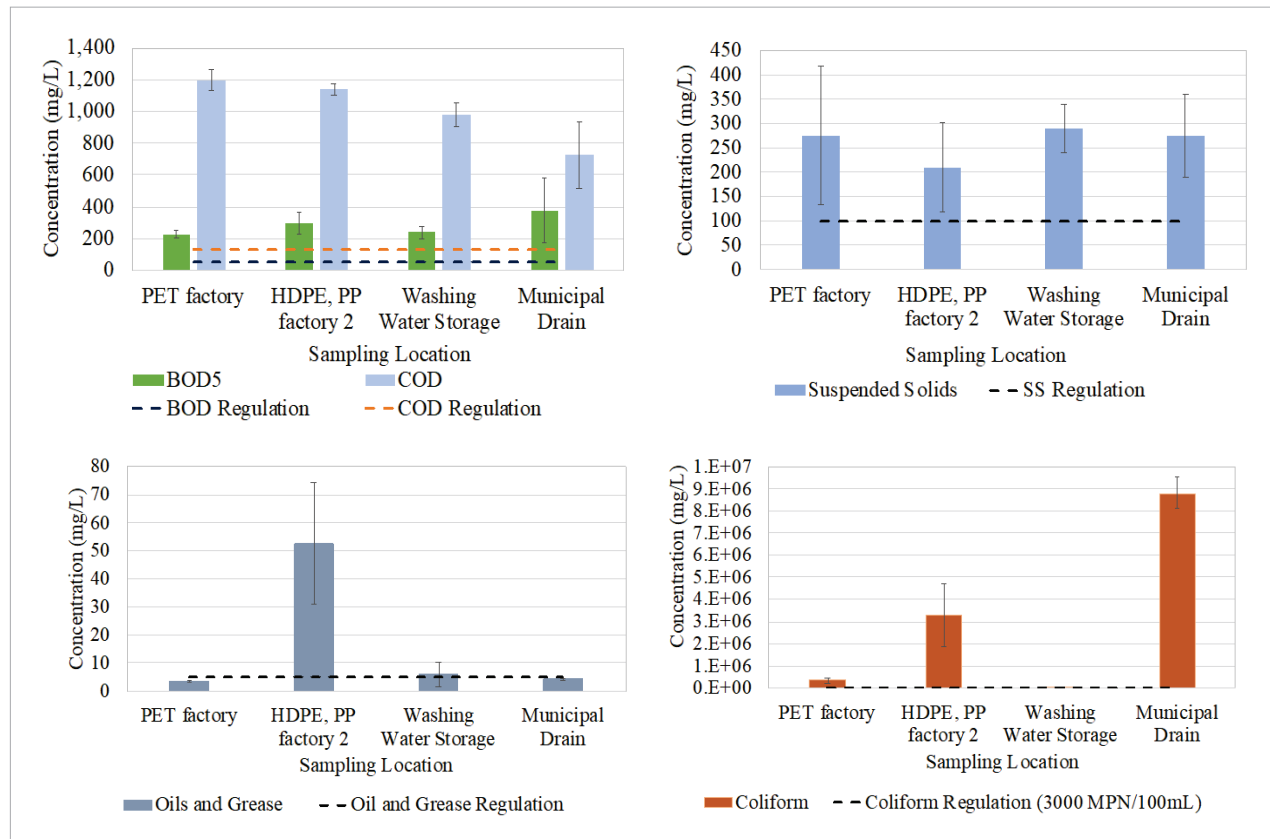 Concentration (mg/L)
1,400
1,200
1,000
800
600
400
200
0
PET factory
HDPE, PP
factory 2
Washing
Water Storage
Municipal
Drain
Sampling Location
BOD5
COD
BOD Regulation
COD Regulation
Concentration (mg/L)
450
400
350
300
250
200
150
100
50
0
PET factory
HDPE, PP
factory 2
Washing
Water Storage
Municipal
Drain
Sampling Location
Suspended Solids
SS Regulation
Concentration (mg/L)
80
70
60
50
40
30
20
10
0
PET factory
HDPE, PP
factory 2
Washing
Water Storage
Municipal
Drain
Sampling Location
Oils and Grease
Oil and Grease Regulation
Concentration (mg/L)
1.E+07
9.E+06
8.E+06
7.E+06
6.E+06
5.E+06
4.E+06
3.E+06
2.E+06
1.E+06
0.E+00
PET factory
HDPE, PP
factory 2
Washing
Water Storage
Municipal
Drain
Sampling Location
Coliform
Coliform Regulation (3000 MPN/100mL)